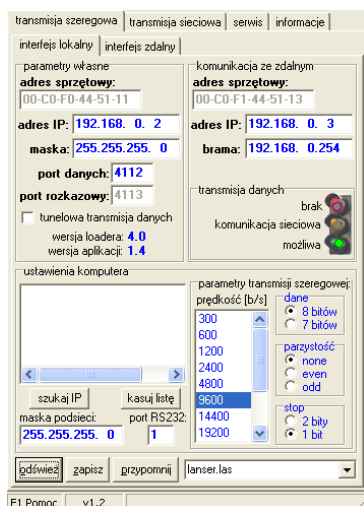 transmisja szeregowa transmisja sieciowa serwis informacje
interfejs lokalny interfejs zdalny
parametry własne
adres sprzętowy:
00-C0-F0-44-51-11
adres IP: 192.168. 0. 2
maska: 255.255.255. 0
port danych: 4112
port rozkazowy: 4113
tunelowa transmisja danych
wersja loadera: 4.0
wersja aplikacji: 1.4
komunikacja ze zdalnym
adres sprzętowy:
00-C0-F1-44-51-13
adres IP: 192.168. 0. 3
brama: 192.168. 0.254
transmisja danych
brak
komunikacja sieciowa
możliwa
ustawienia komputera
szukaj IP kasuj listę
maska podsieci: port RS232:
255.255.255. 0 1
parametry transmisji szeregowej:
prędkość [b/s]
300
600
1200
2400
4800
9600
14400
19200
dane
8 bitów
7 bitów
parzystość
none
even
odd
stop
2 bity
1 bit
odśwież zapisz przypomnij lanser.las
F1 Pomoc v1.2